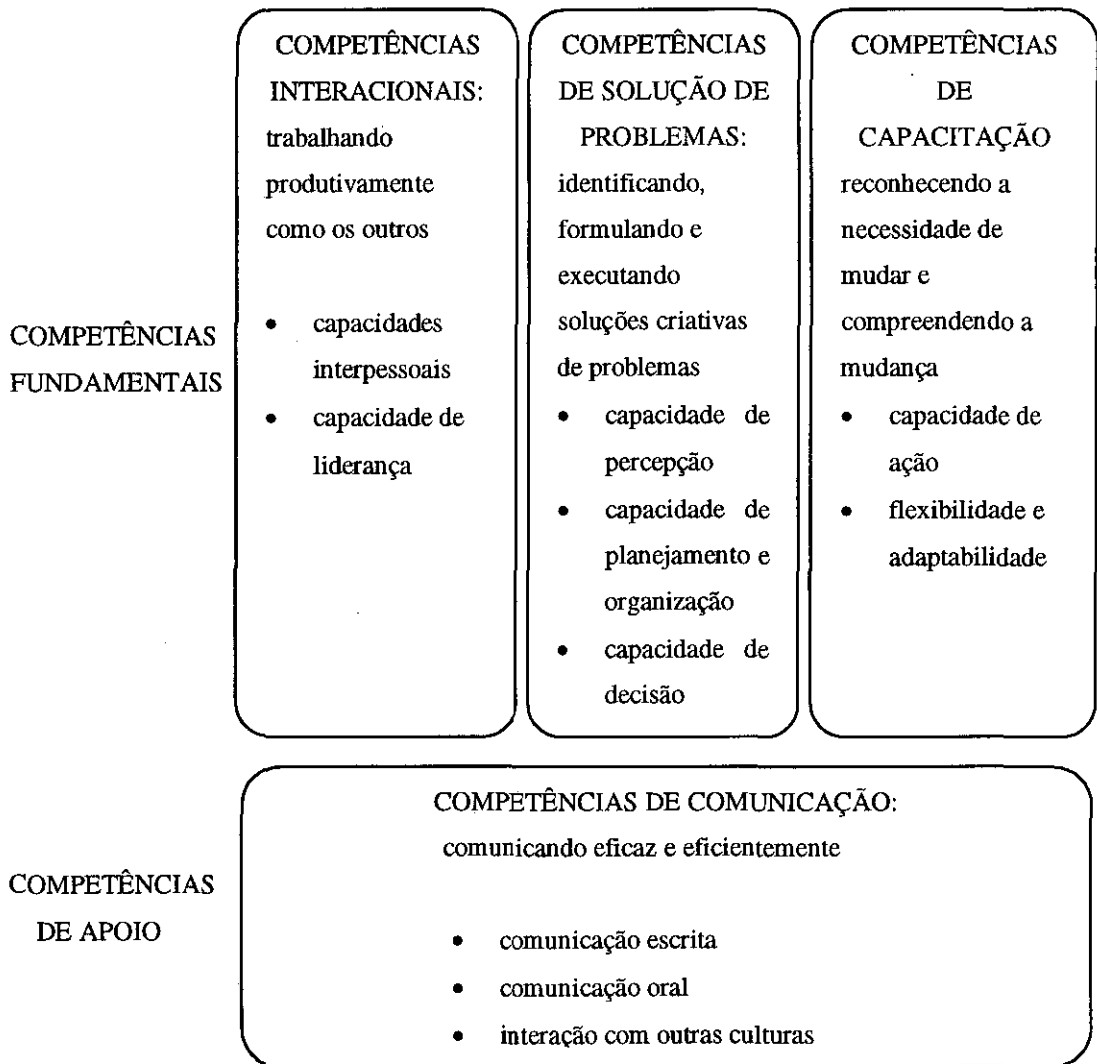 COMPETÊNCIAS
FUNDAMENTAIS
COMPETÊNCIAS
INTERACIONAIS:
trabalhando
produtivamente
como os outros
• capacidades
interpessoais
• capacidade de
liderança
COMPETÊNCIAS
DE SOLUÇÃO DE
PROBLEMAS:
identificando,
formulando e
executando
soluções criativas
de problemas
• capacidade de
percepção
• capacidade de
planejamento e
organização
• capacidade de
decisão
COMPETÊNCIAS
DE
CAPACITAÇÃO
reconhecendo a
necessidade de
mudar e
compreendendo a
mudança
• capacidade de
ação
• flexibilidade e
adaptabilidade
COMPETÊNCIAS
DE APOIO
COMPETÊNCIAS DE COMUNICAÇÃO:
comunicando eficaz e eficientemente
• comunicação escrita
• comunicação oral
• interação com outras culturas